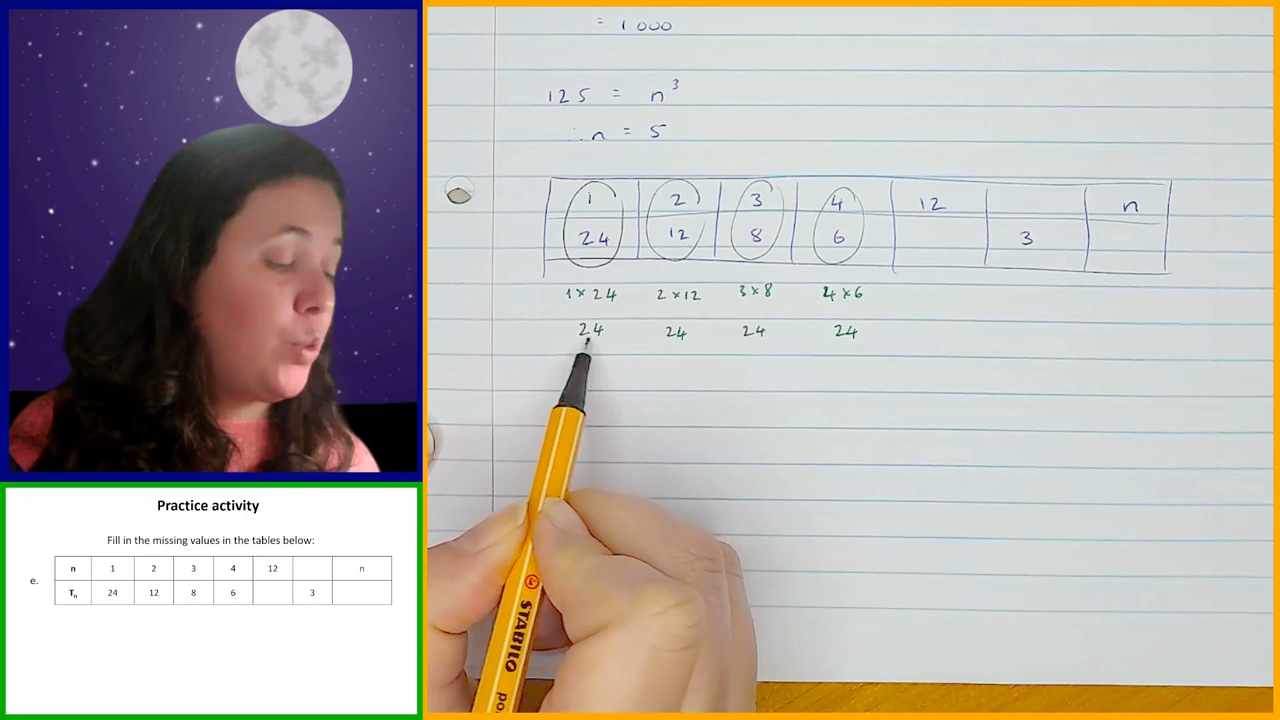 = 1 000
125 = n³
∴ n = 5
1 2 3 4 12 n
24 12 8 6 3
1 × 24 2 × 12 3 × 8 4 × 6
24 24 24 24
STABILO
Practice activity
Fill in the missing values in the tables below:
e.
n 1 2 3 4 12 n
Tₙ 24 12 8 6 3